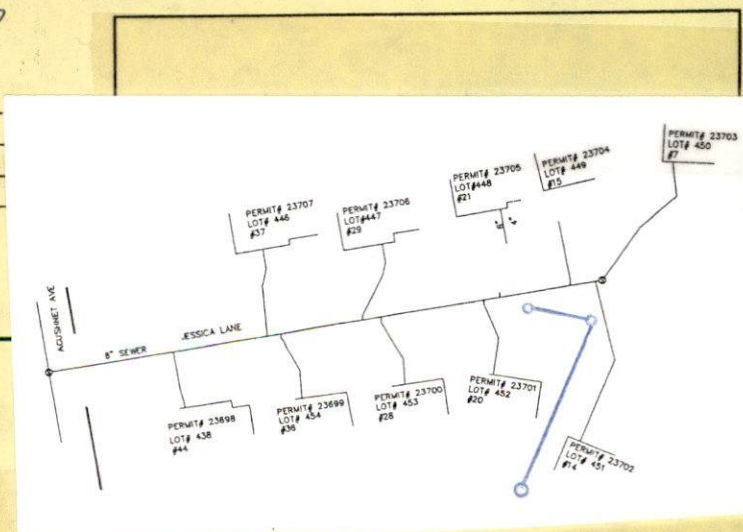 PERMIT# 23703
LOT# 450
#7
PERMIT# 23704
LOT# 449
#15
PERMIT# 23705
LOT#448
#21
PERMIT# 23706
LOT#447
#29
PERMIT# 23707
LOT# 446
#37
ACUSHNET AVE
8" SEWER
JESSICA LANE
PERMIT# 23698
LOT# 438
#44
PERMIT# 23699
LOT# 454
#36
PERMIT# 23700
LOT# 453
#28
PERMIT# 23701
LOT# 452
#20
PERMIT# 23702
LOT# 451
#14